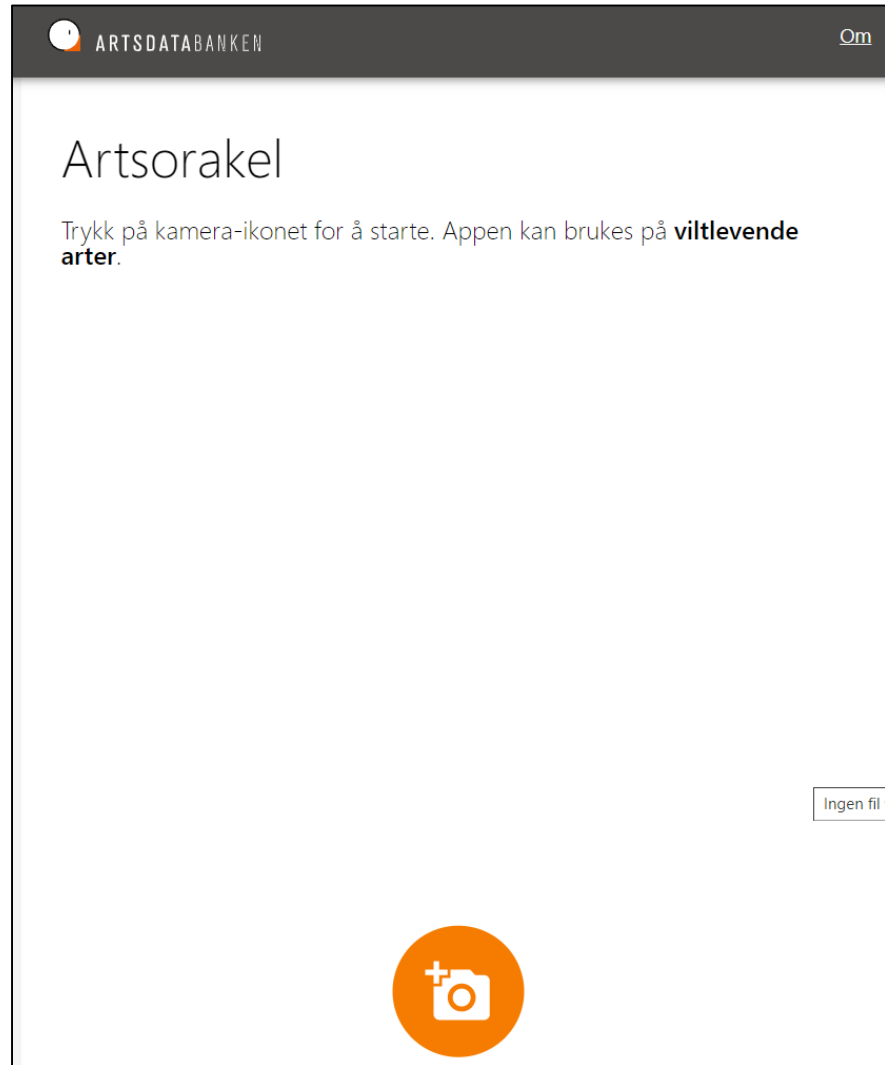 ARTSDATABANKEN
Om
Artsorakel
Trykk på kamera-ikonet for å starte. Appen kan brukes på viltlevende
arter.
Ingen fil